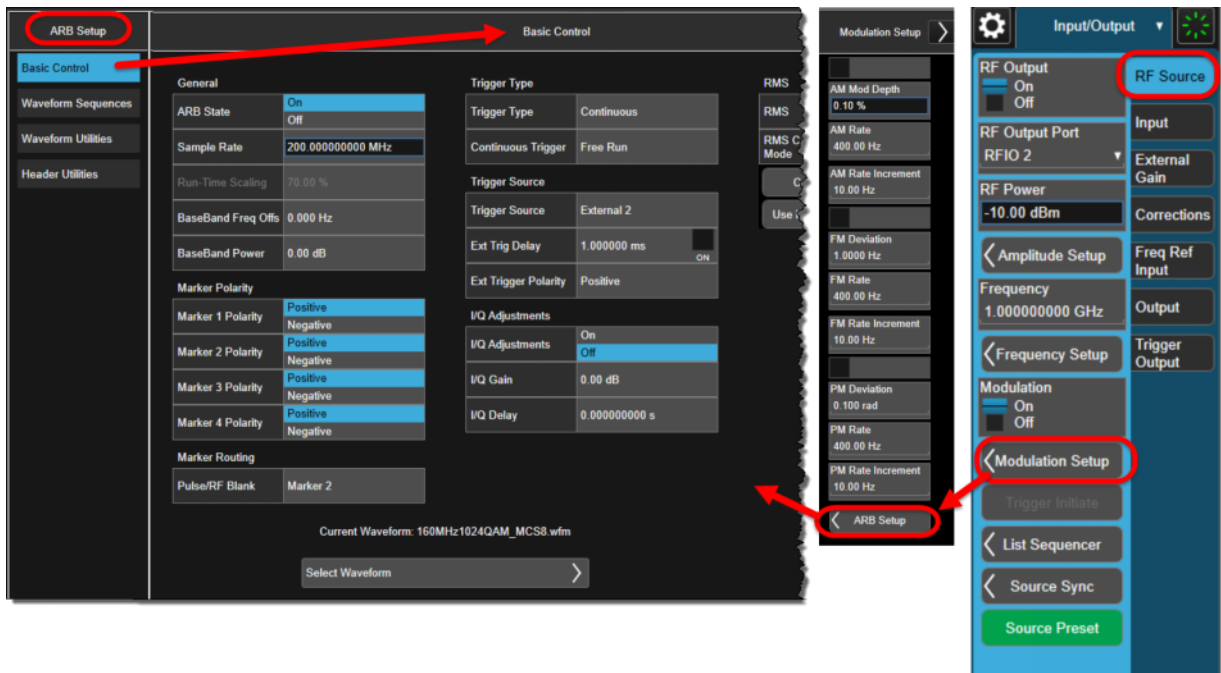 ARB Setup
Basic Control
Basic Control
Waveform Sequences
Waveform Utilities
Header Utilities
General
ARB State
On
Off
Sample Rate
200.000000000 MHz
Run-Time Scaling
70.00 %
BaseBand Freq Offs
0.000 Hz
BaseBand Power
0.00 dB
Marker Polarity
Marker 1 Polarity
Positive
Negative
Marker 2 Polarity
Positive
Negative
Marker 3 Polarity
Positive
Negative
Marker 4 Polarity
Positive
Negative
Marker Routing
Pulse/RF Blank
Marker 2
Trigger Type
Trigger Type
Continuous
Continuous Trigger
Free Run
Trigger Source
Trigger Source
External 2
Ext Trig Delay
1.000000 ms
ON
Ext Trigger Polarity
Positive
I/Q Adjustments
I/Q Adjustments
On
Off
I/Q Gain
0.00 dB
I/Q Delay
0.000000000 s
RMS
RMS
RMS C
Mode
C
Use
Current Waveform: 160MHz1024QAM_MCS8.wfm
Select Waveform
Modulation Setup
AM Mod Depth
0.10 %
AM Rate
400.00 Hz
AM Rate Increment
10.00 Hz
FM Deviation
1.0000 Hz
FM Rate
400.00 Hz
FM Rate Increment
10.00 Hz
PM Deviation
0.100 rad
PM Rate
400.00 Hz
PM Rate Increment
10.00 Hz
ARB Setup
Input/Output
RF Output
On
Off
RF Output Port
RFIO 2
RF Power
-10.00 dBm
Amplitude Setup
Frequency
1.000000000 GHz
Frequency Setup
Modulation
On
Off
Modulation Setup
Trigger Initiate
List Sequencer
Source Sync
Source Preset
RF Source
Input
External
Gain
Corrections
Freq Ref
Input
Output
Trigger
Output